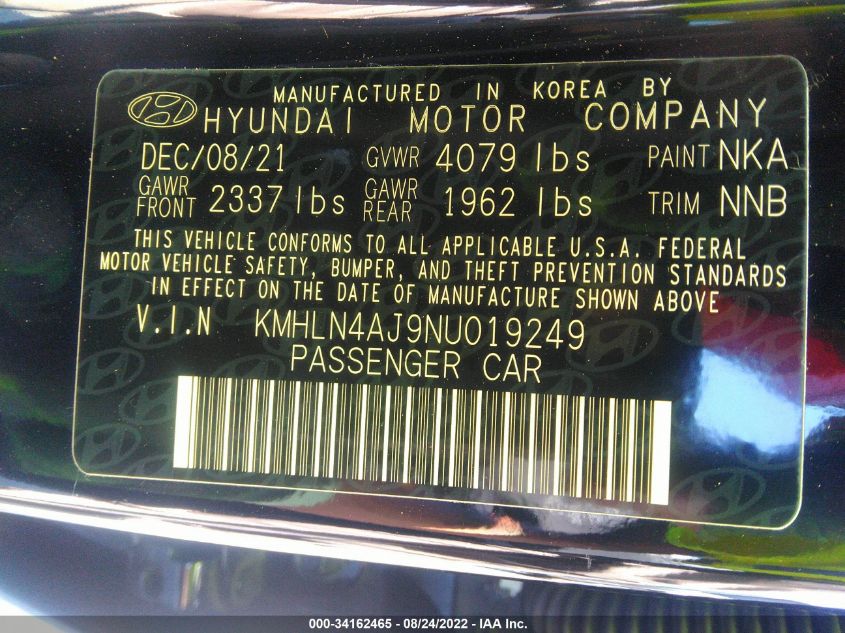 MANUFACTURED IN KOREA BY
HYUNDAI MOTOR COMPANY
DEC/08/21 GVWR 4079 lbs PAINT NKA
GAWR FRONT 2337 lbs GAWR REAR 1962 lbs TRIM NNB
THIS VEHICLE CONFORMS TO ALL APPLICABLE U.S.A. FEDERAL
MOTOR VEHICLE SAFETY, BUMPER, AND THEFT PREVENTION STANDARDS
IN EFFECT ON THE DATE OF MANUFACTURE SHOWN ABOVE
V.I.N KMHLN4AJ9NU019249
PASSENGER CAR
000-34162465 - 08/24/2022 - IAA Inc.